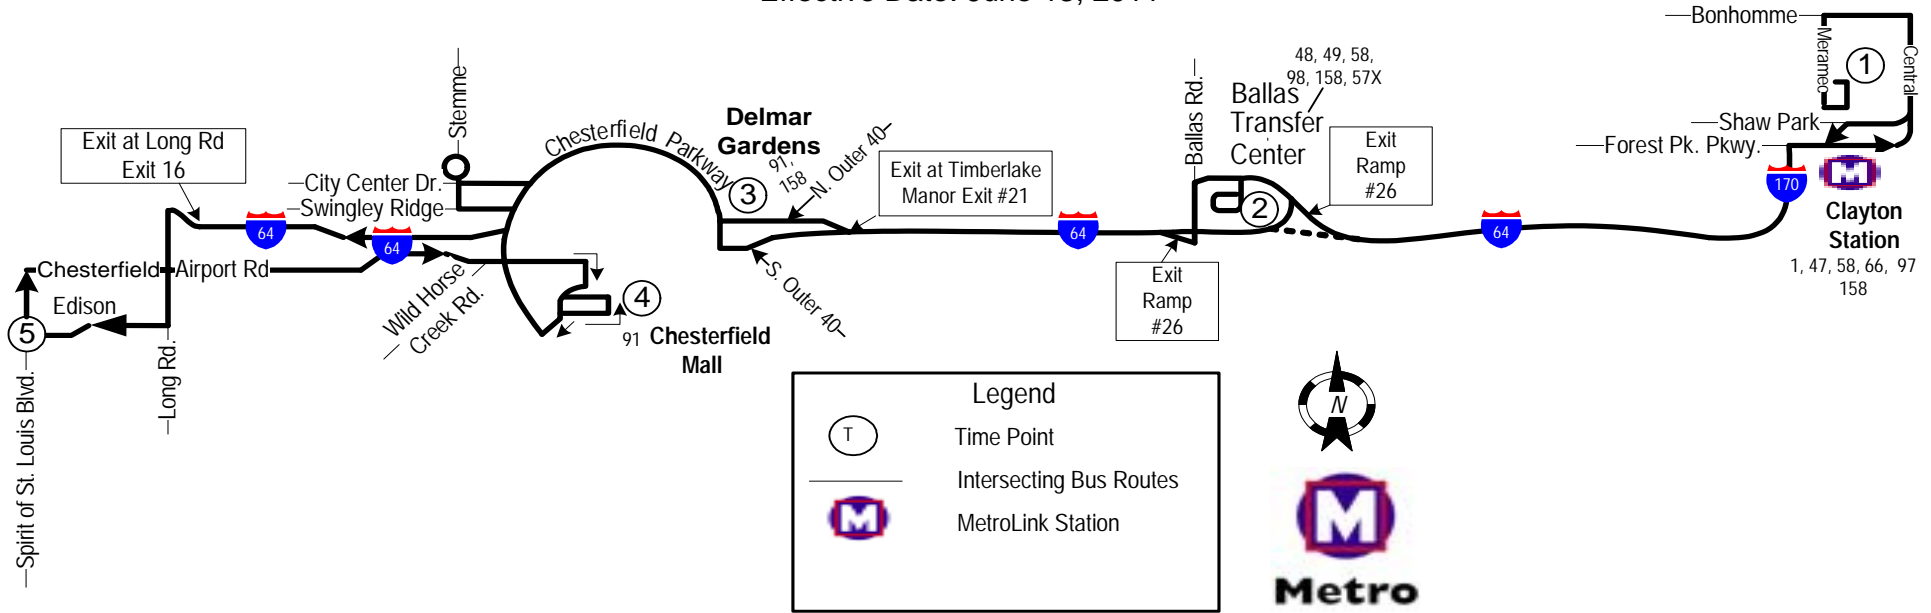 Bonhomme
Meramec
Central
1
Shaw Park
Forest Pk. Pkwy.
170
Clayton
Station
1, 47, 58, 66, 97
158
48, 49, 58,
98, 158, 57X
Ballas
Transfer
Center
Ballas Rd.
2
Exit
Ramp
#26
64
Exit
Ramp
#26
64
Exit at Timberlake
Manor Exit #21
Delmar
Gardens
91,
158
N. Outer 40
S. Outer 40
3
Chesterfield Parkway
Stemme
City Center Dr.
Swingley Ridge
Exit at Long Rd
Exit 16
64
64
Chesterfield Airport Rd
Edison
5
Wild Horse
Creek Rd.
4
91
Chesterfield
Mall
Long Rd.
Spirit of St. Louis Blvd.
Legend
T
Time Point
Intersecting Bus Routes
M
MetroLink Station
N
M
Metro